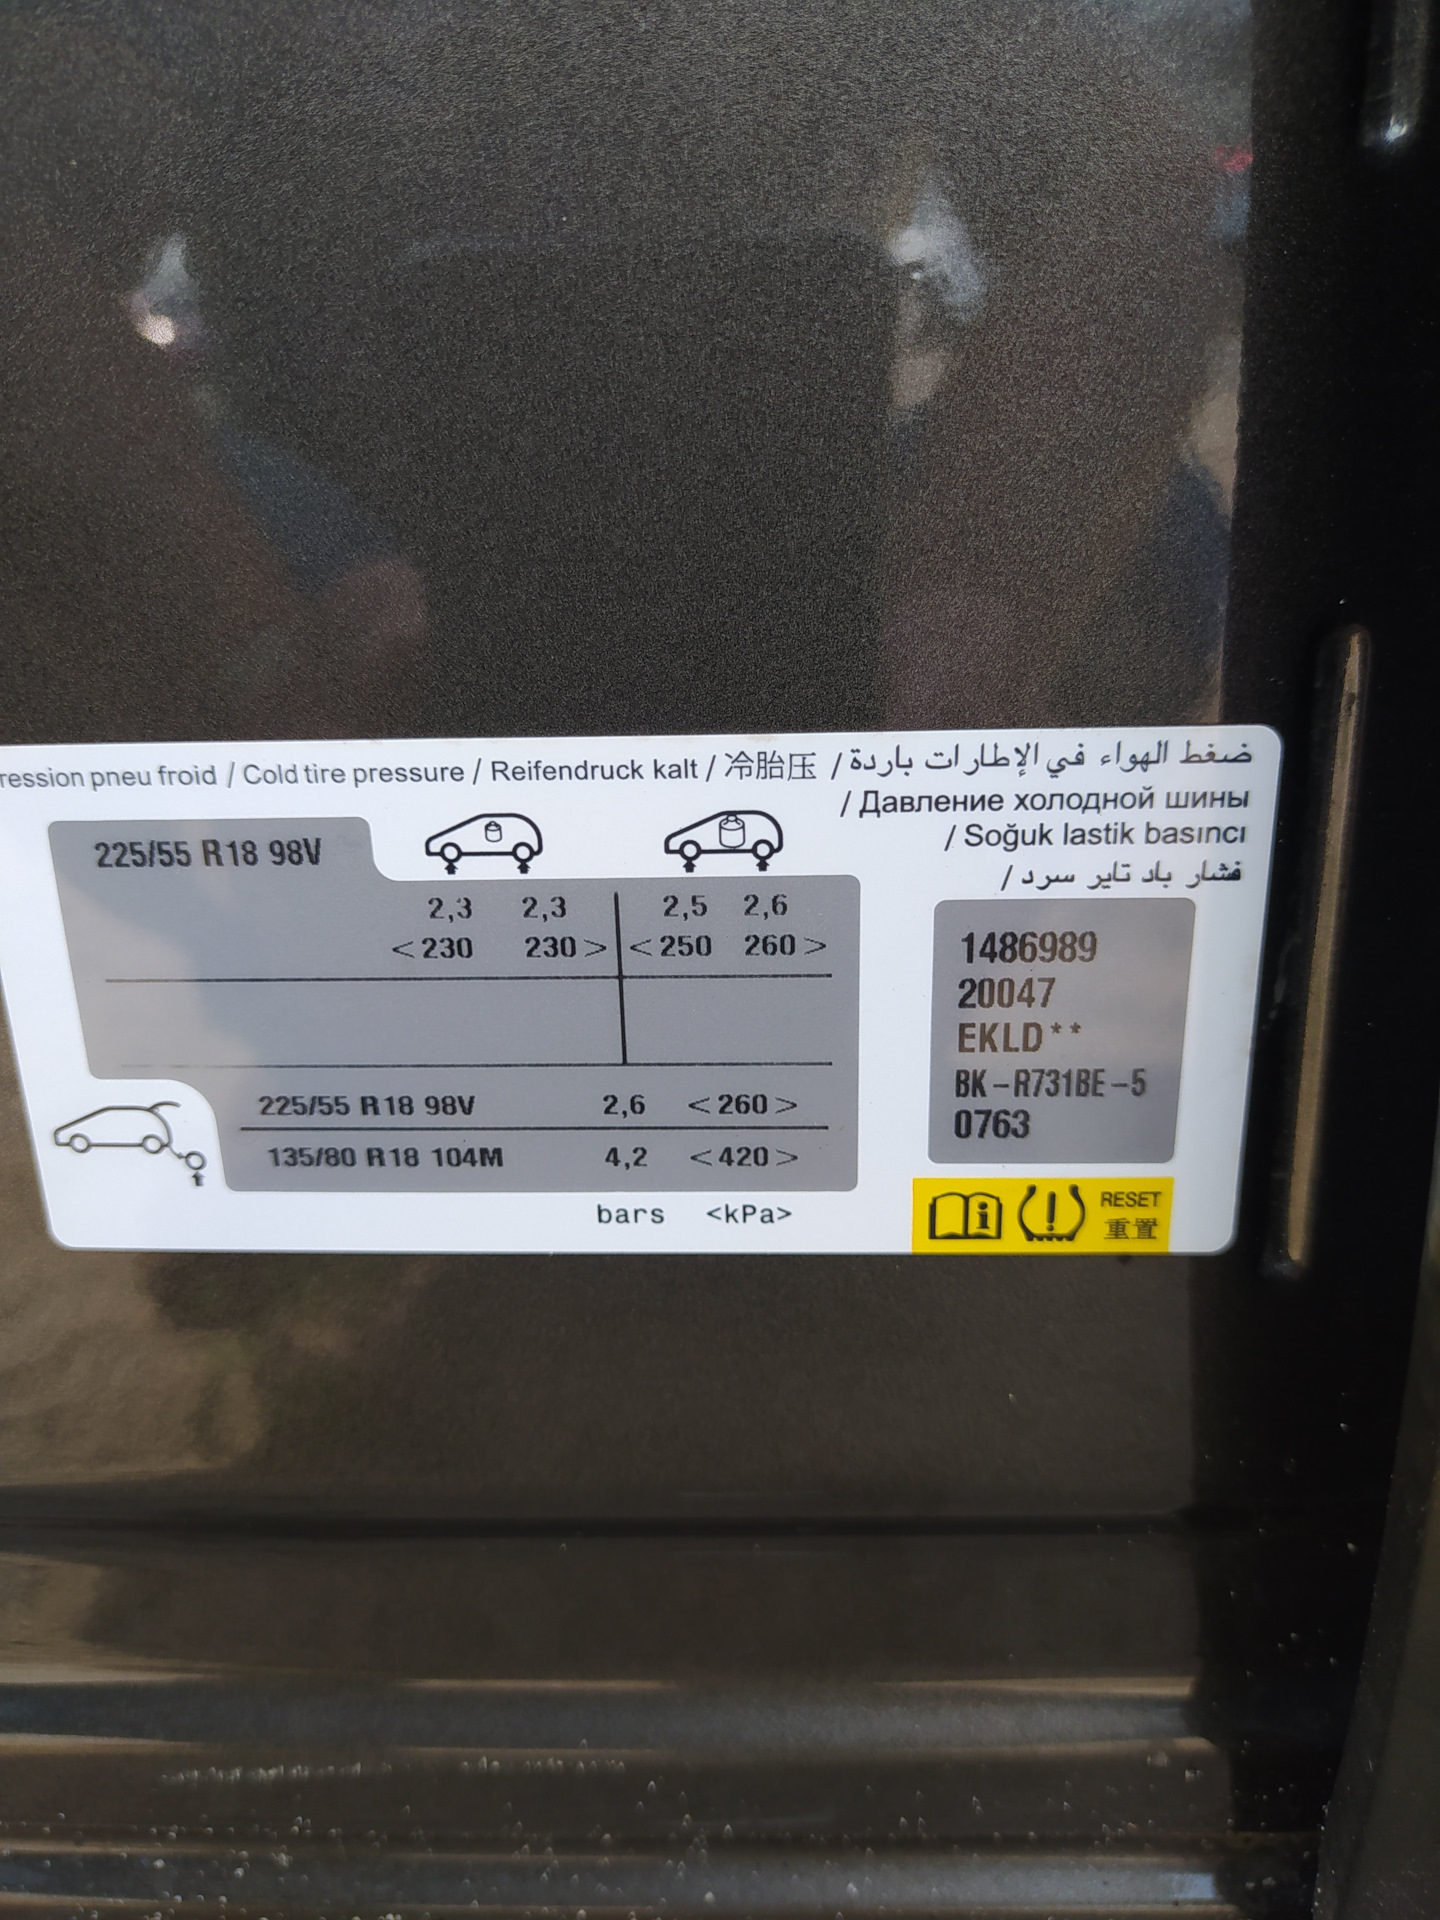 ression pneu froid / Cold tire pressure / Reifendruck kalt / 冷胎压 / ضغط الهواء في الإطارات باردة
/ Давление холодной шины
/ Soğuk lastik basıncı
/ فشار باد تایر سرد
225/55 R18 98V
2,3 2,3 2,5 2,6
<230 230> <250 260>
225/55 R18 98V 2,6 <260>
135/80 R18 104M 4,2 <420>
bars <kPa>
1486989
20047
EKLD**
BK-R731BE-5
0763
i ! RESET
重置